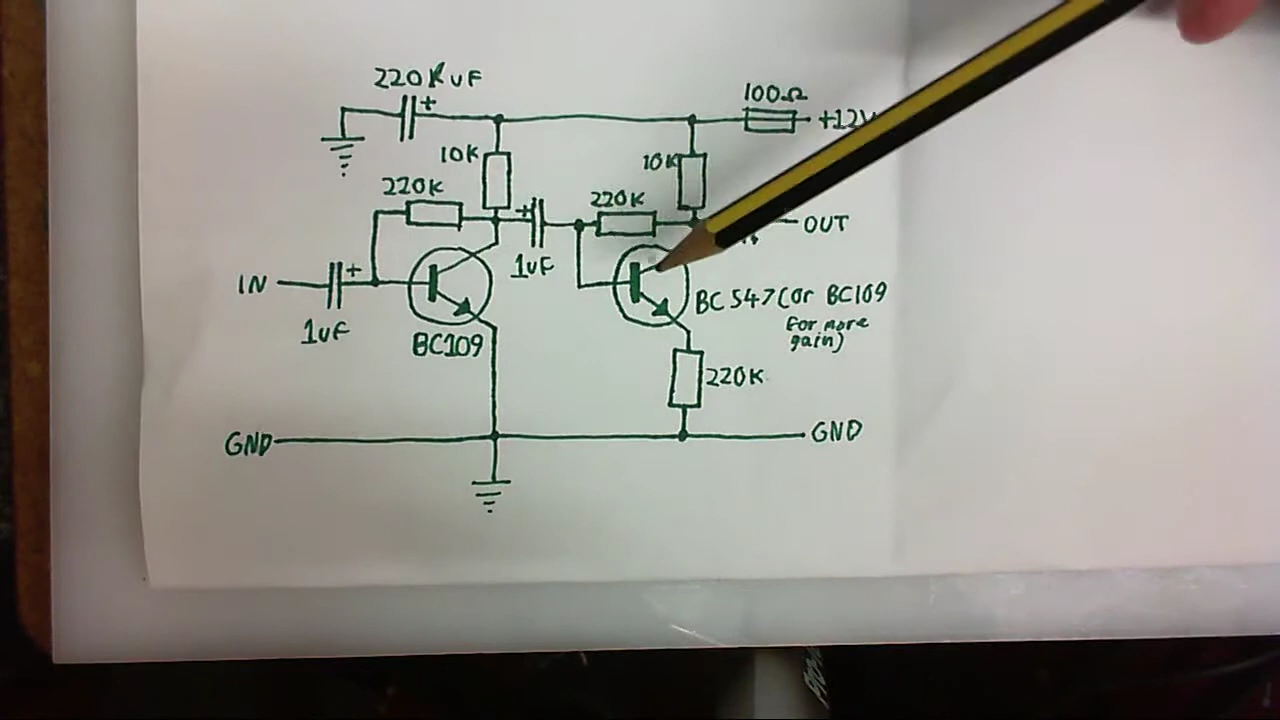 220KuF
+
100Ω
+12V
10K
10K
220K
220K
+
OUT
1uF
IN
+
1uF
BC109
BC547(or BC109
for more
gain)
220K
GND
GND